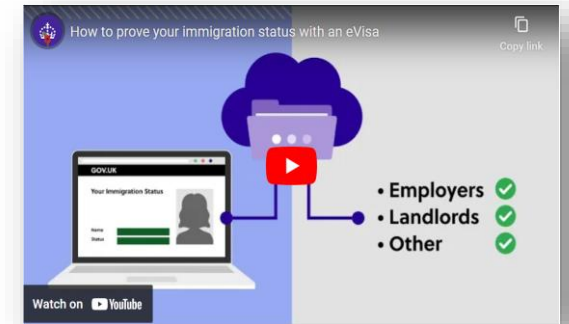 How to prove your immigration status with an eVisa
Copy link
GOV.UK
Your Immigration Status
Name
Status
• Employers
• Landlords
• Other
Watch on YouTube